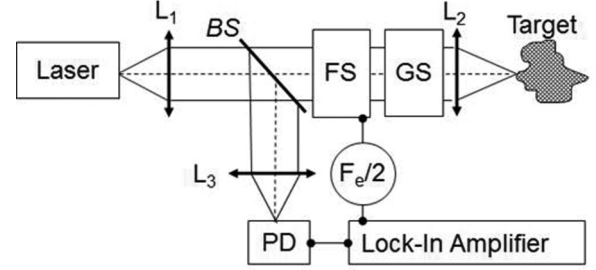 L₁
BS
L₂
Target
Laser
FS
GS
L₃
Fₑ/2
PD
Lock-In Amplifier